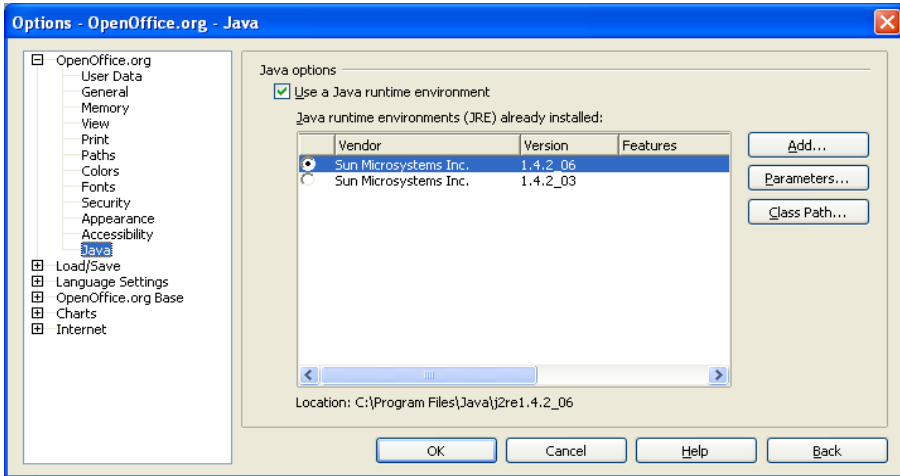 Options - OpenOffice.org - Java
OpenOffice.org
User Data
General
Memory
View
Print
Paths
Colors
Fonts
Security
Appearance
Accessibility
Java
Load/Save
Language Settings
OpenOffice.org Base
Charts
Internet
Java options
Use a Java runtime environment
Java runtime environments (JRE) already installed:
Vendor Version Features
Sun Microsystems Inc. 1.4.2_06
Sun Microsystems Inc. 1.4.2_03
Add...
Parameters...
Class Path...
Location: C:\Program Files\Java\j2re1.4.2_06
OK Cancel Help Back